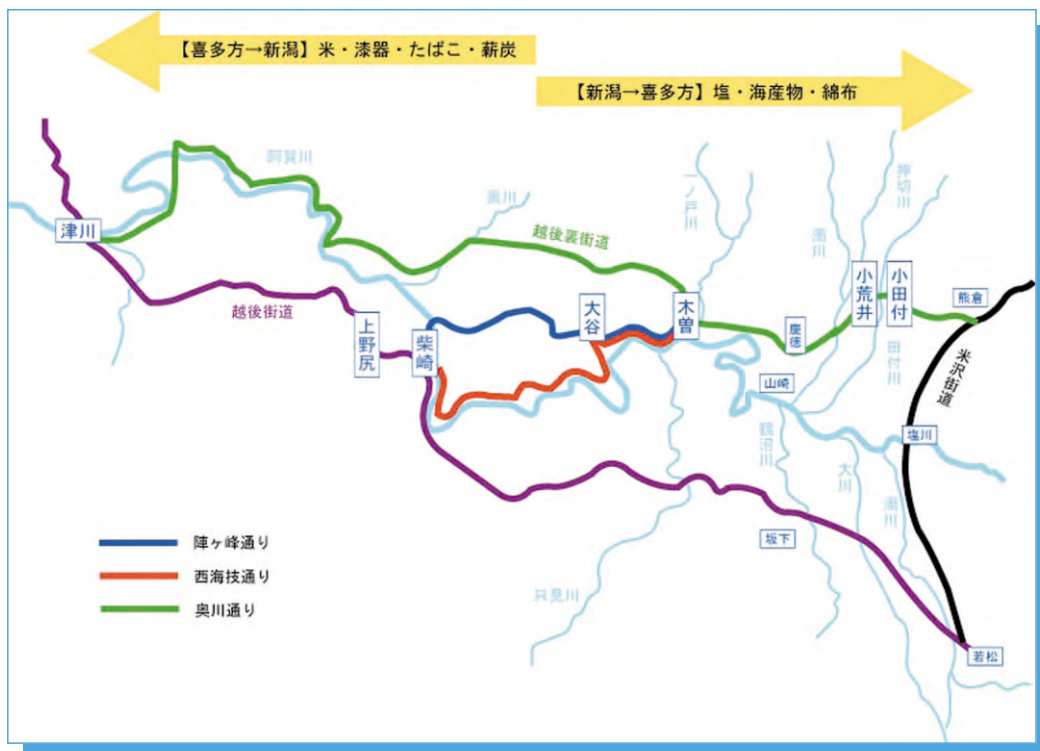 【喜多方→新潟】米・漆器・たばこ・薪炭
【新潟→喜多方】塩・海産物・綿布
阿賀川
奥川
一ノ戸川
濁川
押切川
越後裏街道
津川
越後街道
上野尻
柴崎
大谷
木曽
慶徳
小荒井
小田付
熊倉
田付川
米沢街道
山崎
鶴沼川
大川
濁川
塩川
坂下
只見川
若松
陣ヶ峰通り
西海技通り
奥川通り